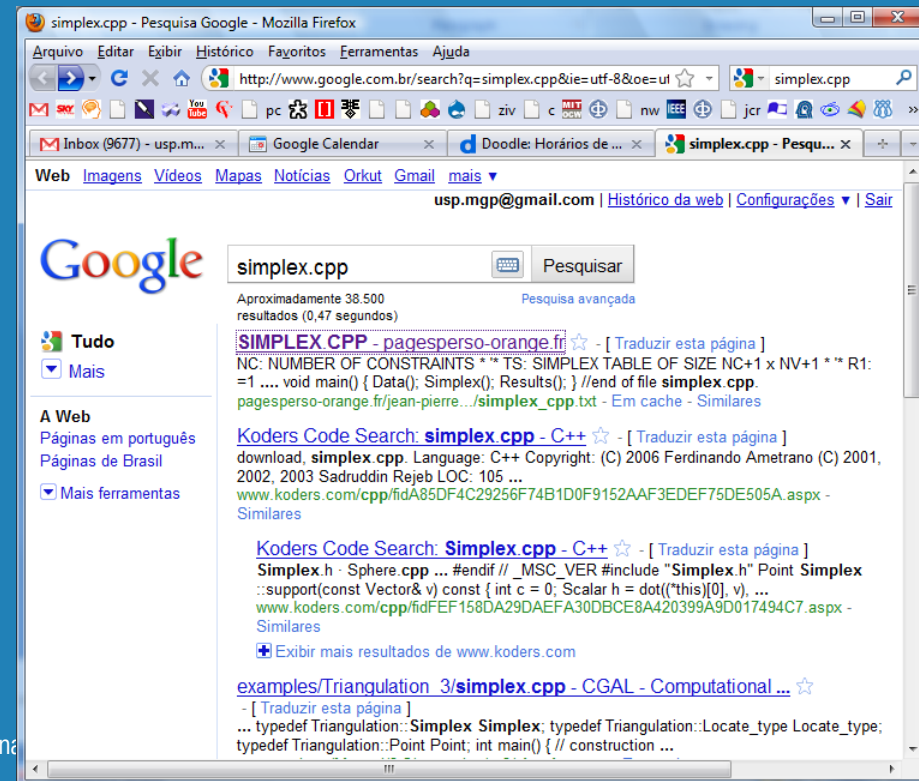 simplex.cpp - Pesquisa Google - Mozilla Firefox
Arquivo Editar Exibir Histórico Favoritos Ferramentas Ajuda
http://www.google.com.br/search?q=simplex.cpp&ie=utf-8&oe=ut simplex.cpp
SKY You Tube pc ziv c nw IEEE jcr »
Inbox (9677) - usp.m... Google Calendar Doodle: Horários de ... simplex.cpp - Pesqu...
Web Imagens Vídeos Mapas Notícias Orkut Gmail mais ▼
usp.mgp@gmail.com | Histórico da web | Configurações ▼ | Sair
Google simplex.cpp Pesquisar
Aproximadamente 38.500 Pesquisa avançada
resultados (0,47 segundos)
Tudo
Mais
A Web
Páginas em português
Páginas de Brasil
Mais ferramentas
SIMPLEX.CPP - pagesperso-orange.fr - [ Traduzir esta página ]
NC: NUMBER OF CONSTRAINTS * '* TS: SIMPLEX TABLE OF SIZE NC+1 x NV+1 * '* R1:
=1 .... void main() { Data(); Simplex(); Results(); } //end of file simplex.cpp.
pagesperso-orange.fr/jean-pierre.../simplex_cpp.txt - Em cache - Similares
Koders Code Search: simplex.cpp - C++ - [ Traduzir esta página ]
download, simplex.cpp. Language: C++ Copyright: (C) 2006 Ferdinando Ametrano (C) 2001,
2002, 2003 Sadruddin Rejeb LOC: 105 ...
www.koders.com/cpp/fidA85DF4C29256F74B1D0F9152AAF3EDEF75DE505A.aspx -
Similares
Koders Code Search: Simplex.cpp - C++ - [ Traduzir esta página ]
Simplex.h · Sphere.cpp ... #endif // _MSC_VER #include "Simplex.h" Point Simplex
::support(const Vector& v) const { int c = 0; Scalar h = dot((*this)[0], v), ...
www.koders.com/cpp/fidFEF158DA29DAEFA30DBCE8A420399A9D017494C7.aspx -
Similares
Exibir mais resultados de www.koders.com
examples/Triangulation_3/simplex.cpp - CGAL - Computational ...
- [ Traduzir esta página ]
... typedef Triangulation::Simplex Simplex; typedef Triangulation::Locate_type Locate_type;
typedef Triangulation::Point Point; int main() { // construction ...